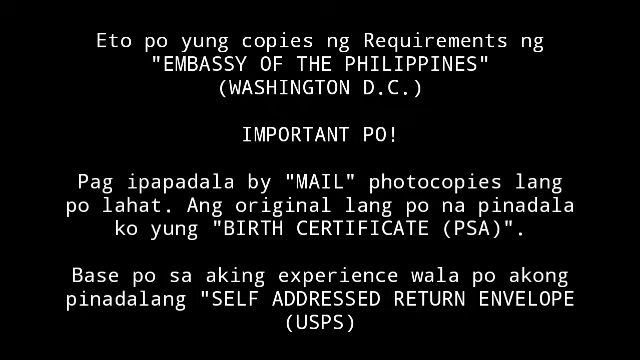 Eto po yung copies ng Requirements ng
"EMBASSY OF THE PHILIPPINES"
(WASHINGTON D.C.)
IMPORTANT PO!
Pag ipapadala by "MAIL" photocopies lang
po lahat. Ang original lang po na pinadala
ko yung "BIRTH CERTIFICATE (PSA)".
Base po sa aking experience wala po akong
pinadalang "SELF ADDRESSED RETURN ENVELOPE
(USPS)